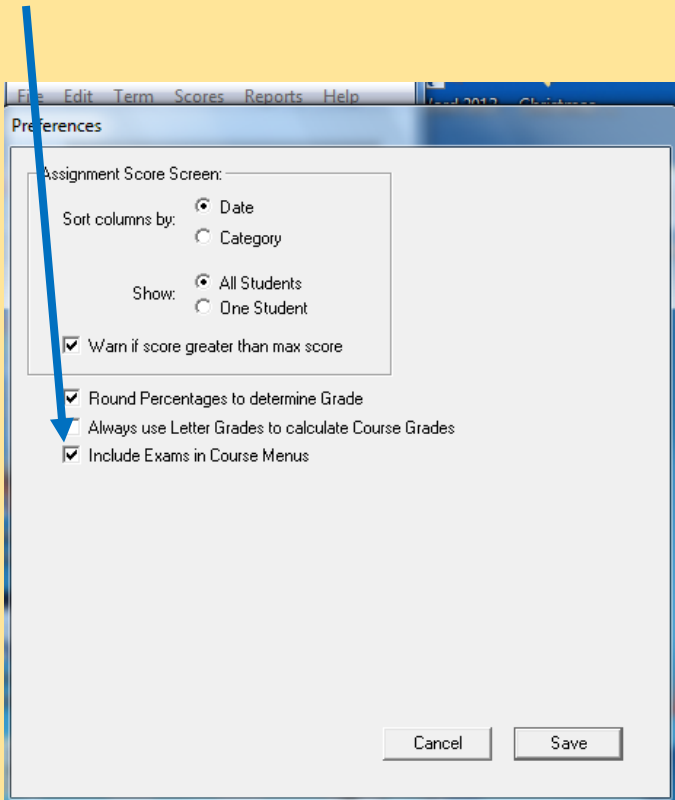 File Edit Term Scores Reports Help
Word 2013 Christmas
Preferences
Assignment Score Screen:
Sort columns by:
Date
Category
Show:
All Students
One Student
Warn if score greater than max score
Round Percentages to determine Grade
Always use Letter Grades to calculate Course Grades
Include Exams in Course Menus
Cancel Save